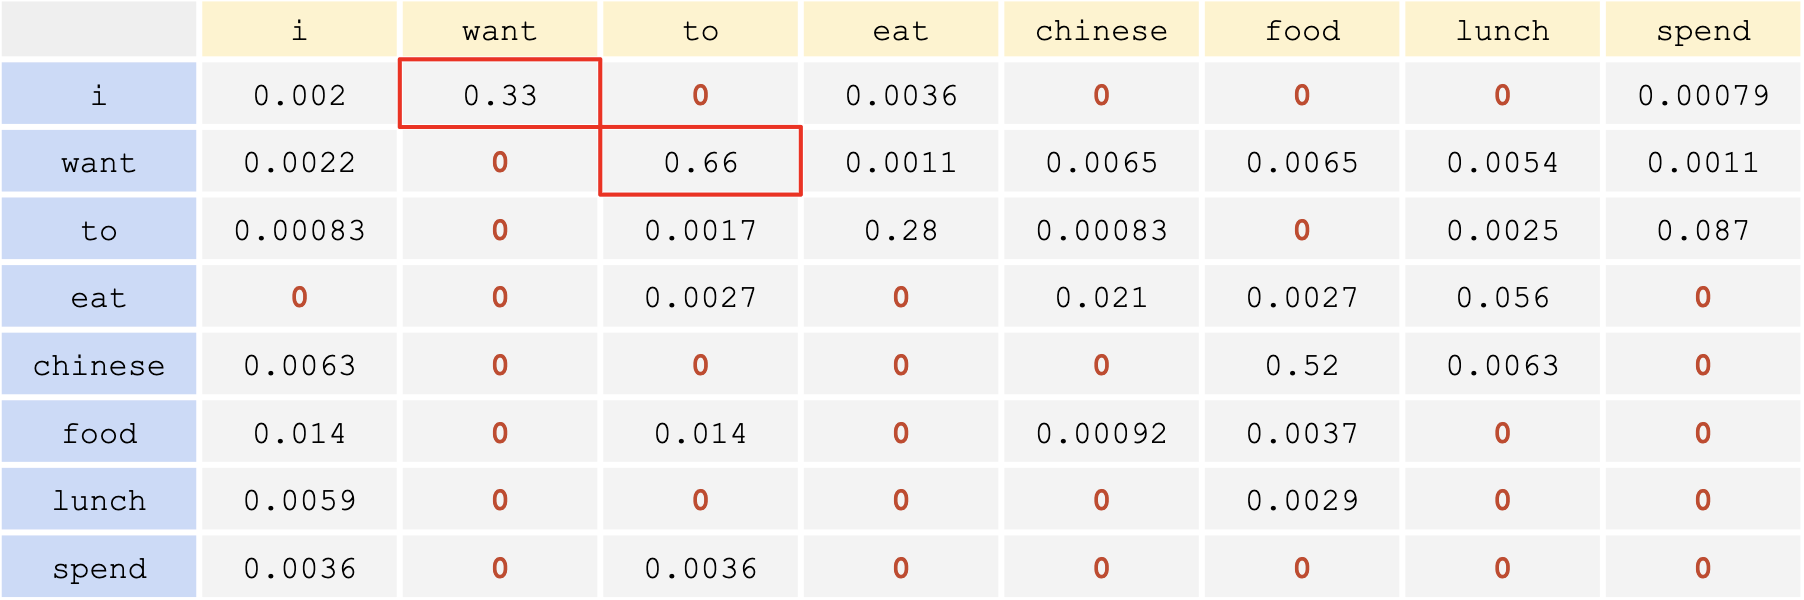 i want to eat chinese food lunch spend
i 0.002 0.33 0 0.0036 0 0 0 0.00079
want 0.0022 0 0.66 0.0011 0.0065 0.0065 0.0054 0.0011
to 0.00083 0 0.0017 0.28 0.00083 0 0.0025 0.087
eat 0 0 0.0027 0 0.021 0.0027 0.056 0
chinese 0.0063 0 0 0 0 0.52 0.0063 0
food 0.014 0 0.014 0 0.00092 0.0037 0 0
lunch 0.0059 0 0 0 0 0.0029 0 0
spend 0.0036 0 0.0036 0 0 0 0 0